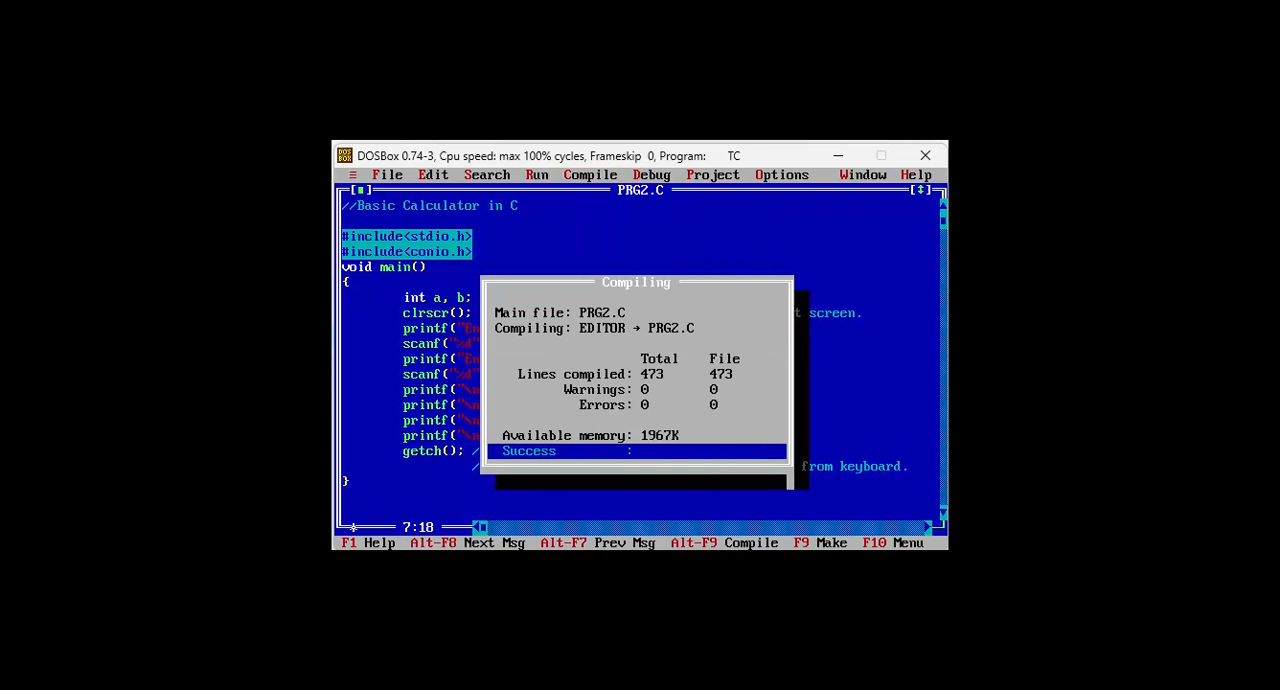 DOSBox 0.74-3, Cpu speed: max 100% cycles, Frameskip 0, Program: TC
≡ File Edit Search Run Compile Debug Project Options Window Help
[■] PRG2.C [↕]
//Basic Calculator in C
#include<stdio.h>
#include<conio.h>
void main()
{
int a, b;
clrscr(); screen.
printf("En
scanf("%d"
printf("En
scanf("%d"
printf("\n
printf("\n
printf("\n
printf("\n
getch(); /
/ from keyboard.
}
Compiling
Main file: PRG2.C
Compiling: EDITOR → PRG2.C
Total File
Lines compiled: 473 473
Warnings: 0 0
Errors: 0 0
Available memory: 1967K
Success :
* 7:18
F1 Help Alt-F8 Next Msg Alt-F7 Prev Msg Alt-F9 Compile F9 Make F10 Menu